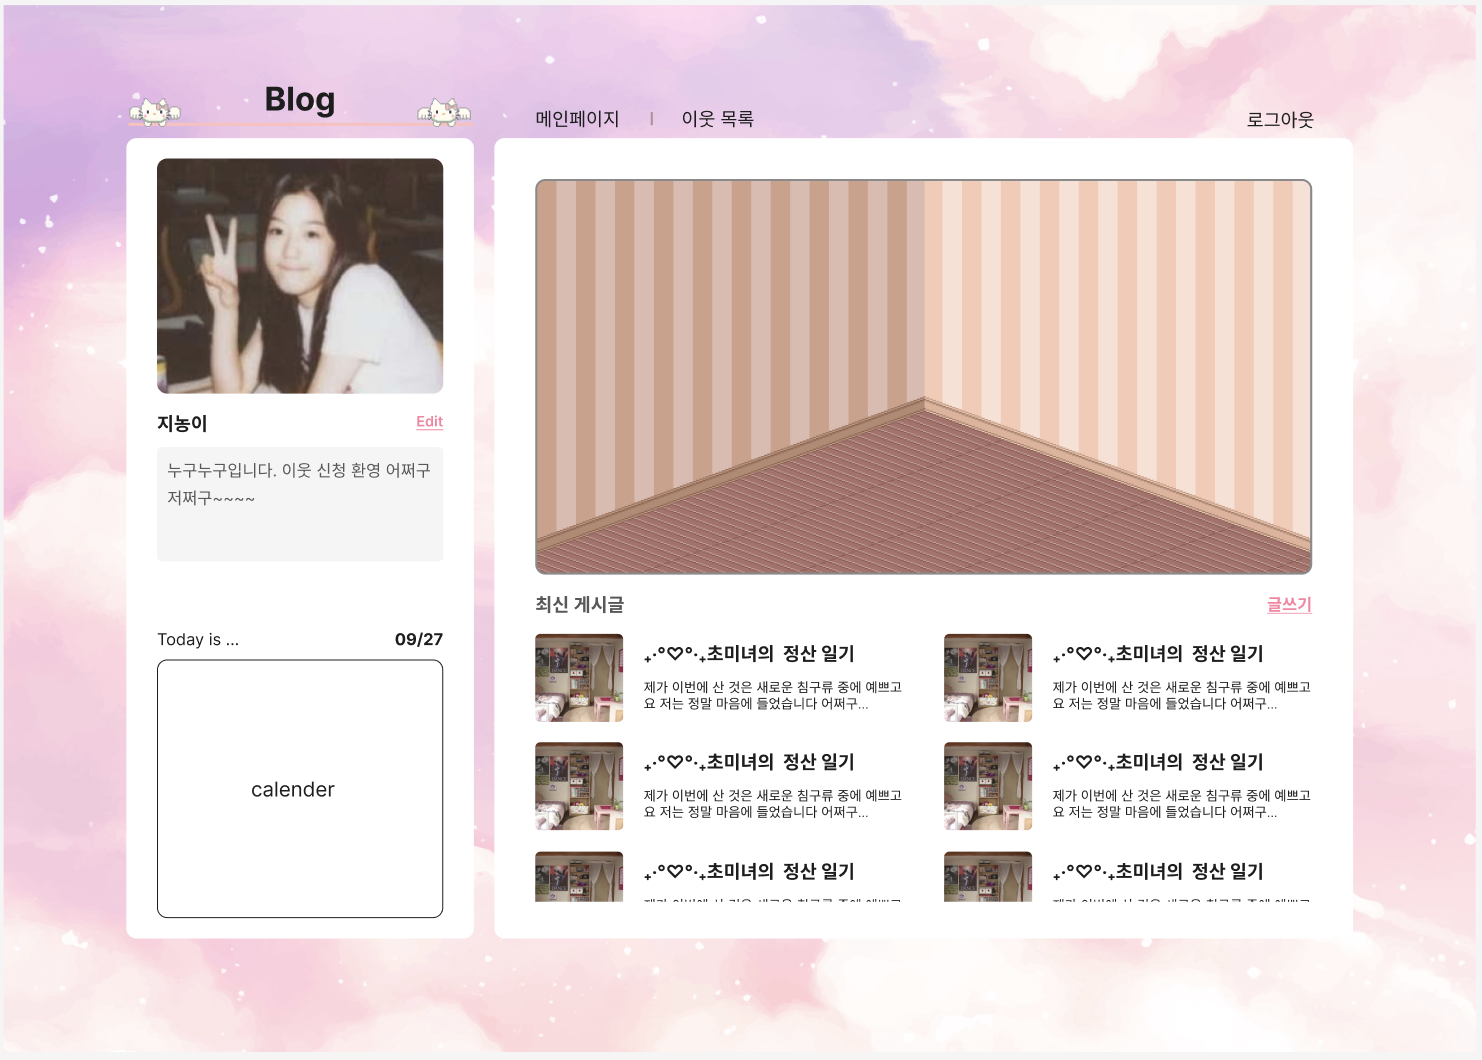 Blog
메인페이지 | 이웃 목록
로그아웃
지농이
Edit
누구누구입니다. 이웃 신청 환영 어쩌구
저쩌구~~~~
Today is ...
09/27
calender
최신 게시글
글쓰기
₊·°♡°·₊초미녀의 정산 일기
제가 이번에 산 것은 새로운 침구류 중에 예쁘고
요 저는 정말 마음에 들었습니다 어쩌구...
₊·°♡°·₊초미녀의 정산 일기
제가 이번에 산 것은 새로운 침구류 중에 예쁘고
요 저는 정말 마음에 들었습니다 어쩌구...
₊·°♡°·₊초미녀의 정산 일기
제가 이번에 산 것은 새로운 침구류 중에 예쁘고
요 저는 정말 마음에 들었습니다 어쩌구...
₊·°♡°·₊초미녀의 정산 일기
제가 이번에 산 것은 새로운 침구류 중에 예쁘고
요 저는 정말 마음에 들었습니다 어쩌구...
₊·°♡°·₊초미녀의 정산 일기
₊·°♡°·₊초미녀의 정산 일기